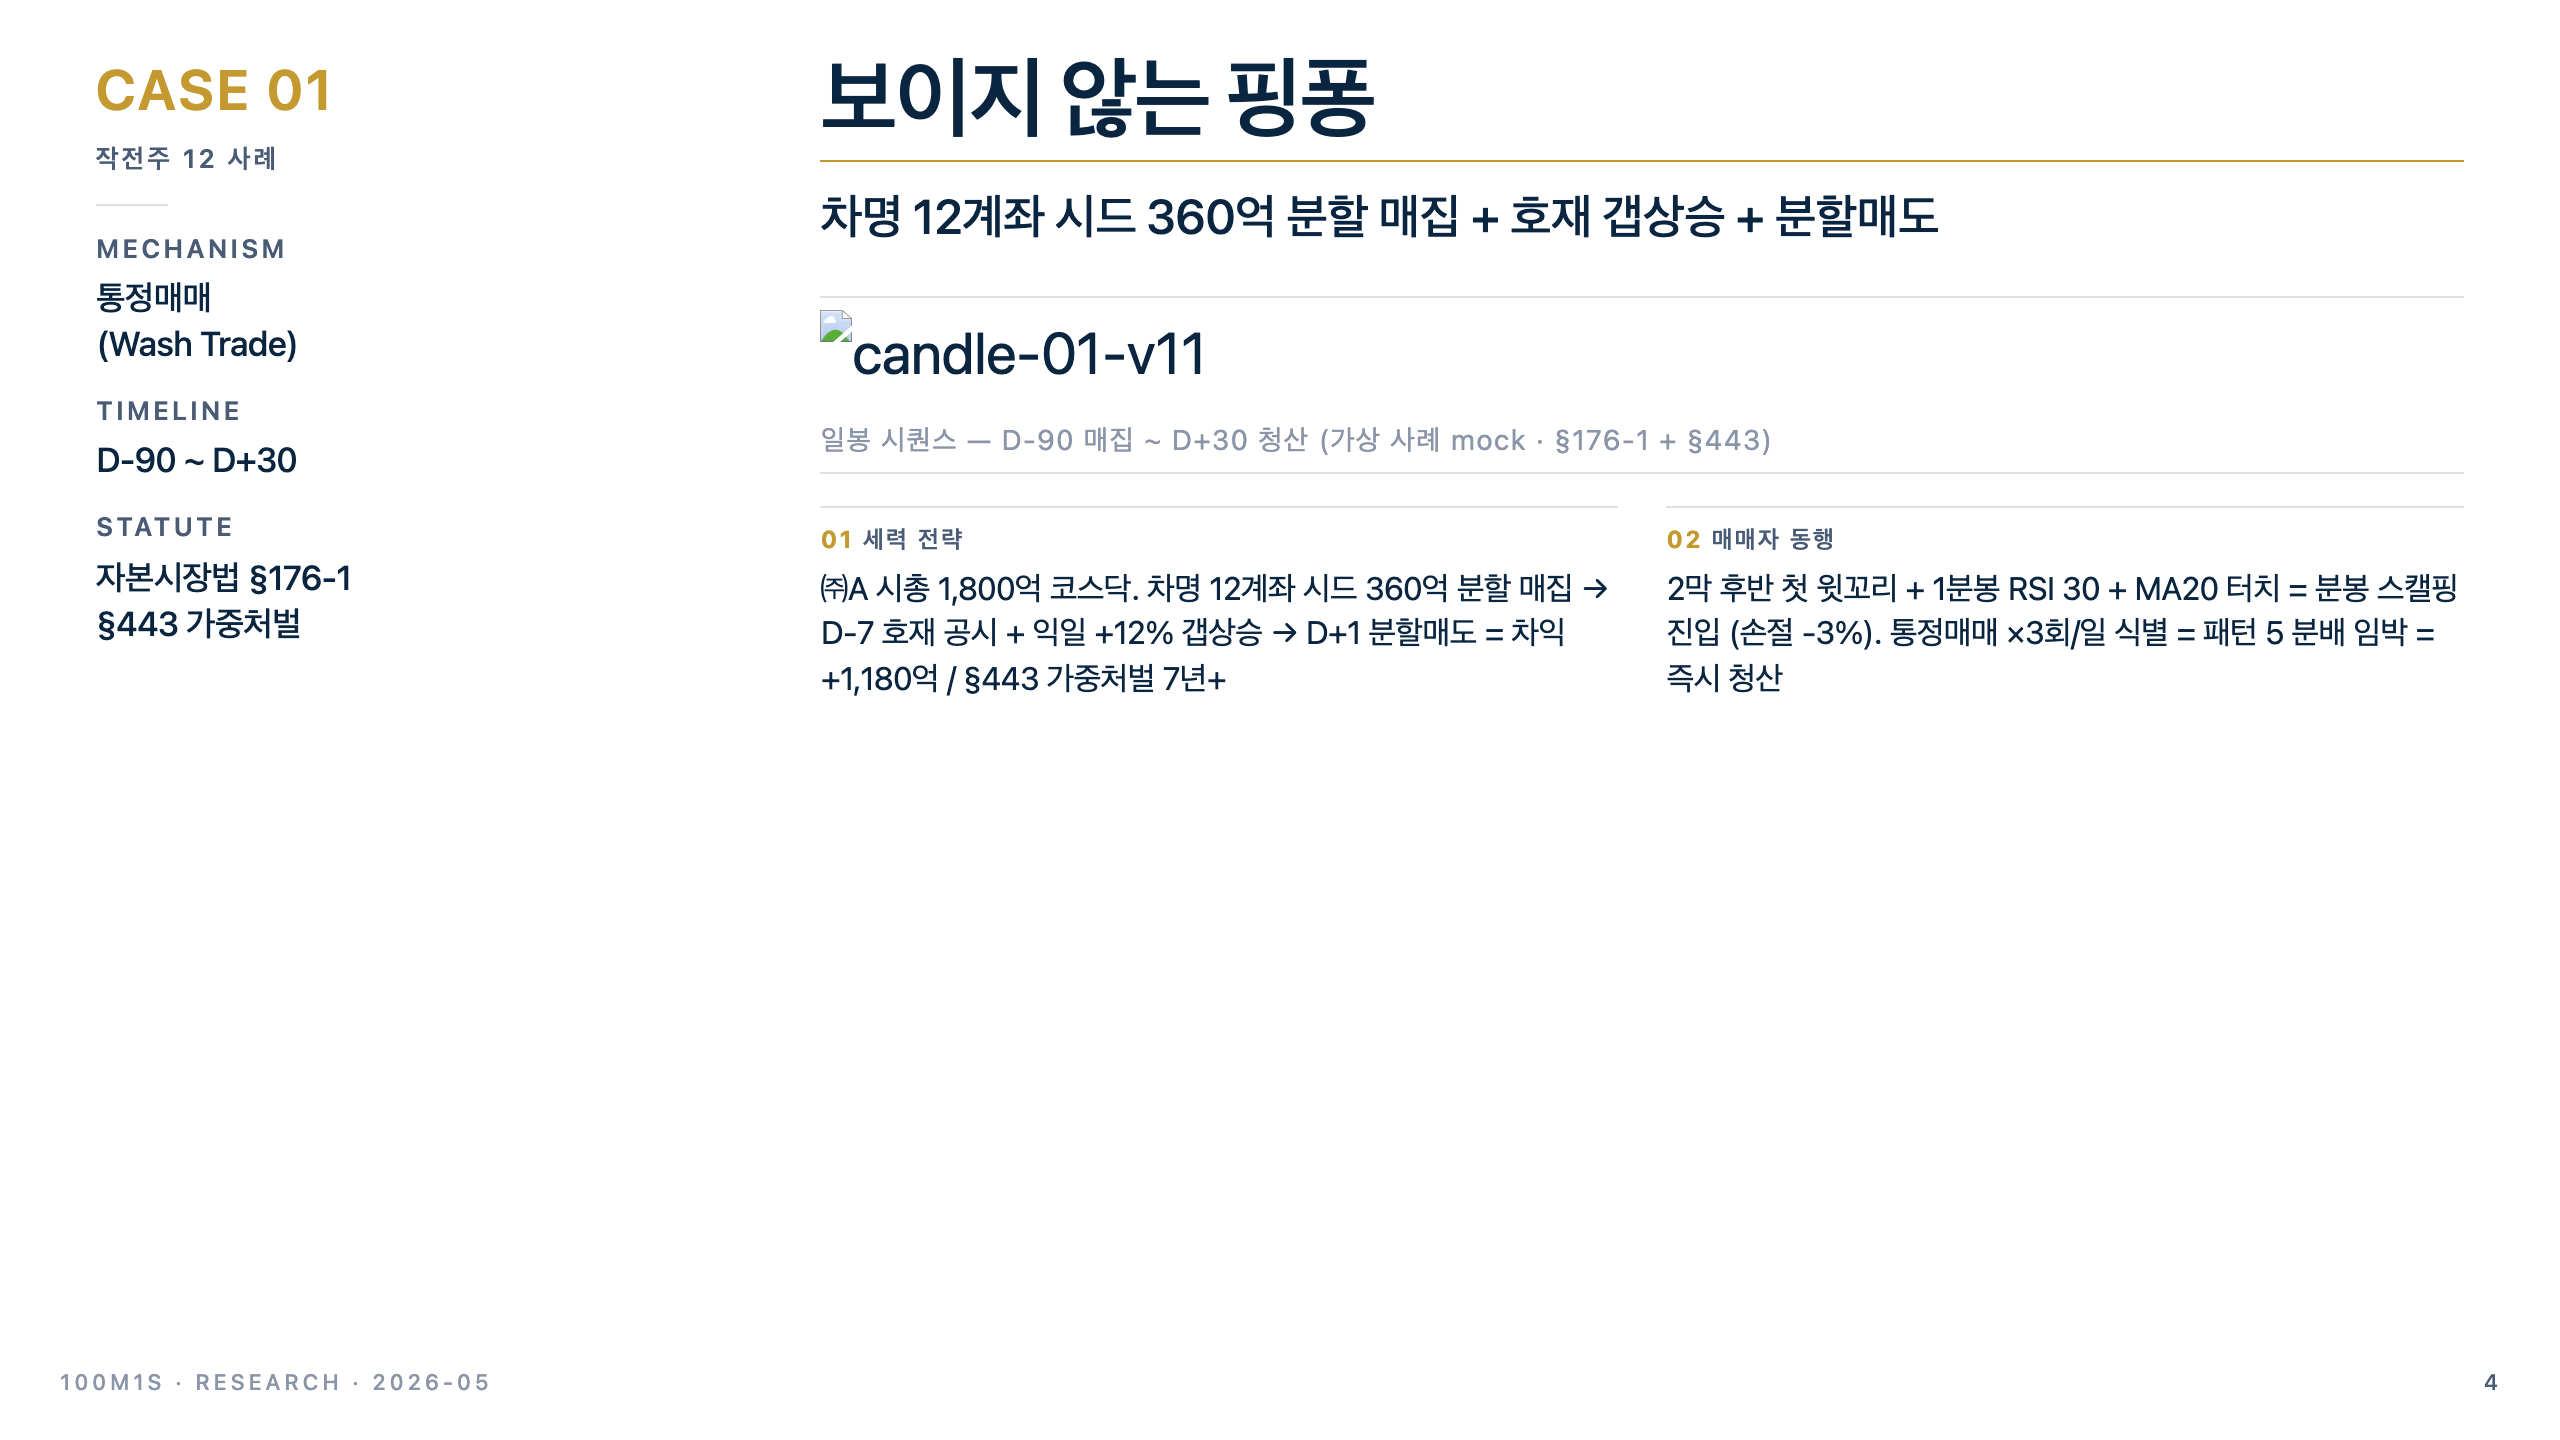 CASE 01
작전주 12 사례
MECHANISM
통정매매
(Wash Trade)
TIMELINE
D-90 ~ D+30
STATUTE
자본시장법 §176-1
§443 가중처벌
보이지 않는 핑퐁
차명 12계좌 시드 360억 분할 매집 + 호재 갭상승 + 분할매도
candle-01-v11
일봉 시퀀스 — D-90 매집 ~ D+30 청산 (가상 사례 mock · §176-1 + §443)
01 세력 전략
㈜A 시총 1,800억 코스닥. 차명 12계좌 시드 360억 분할 매집 →
D-7 호재 공시 + 익일 +12% 갭상승 → D+1 분할매도 = 차익
+1,180억 / §443 가중처벌 7년+
02 매매자 동행
2막 후반 첫 윗꼬리 + 1분봉 RSI 30 + MA20 터치 = 분봉 스캘핑
진입 (손절 -3%). 통정매매 ×3회/일 식별 = 패턴 5 분배 임박 =
즉시 청산
100M1S · RESEARCH · 2026-05
4